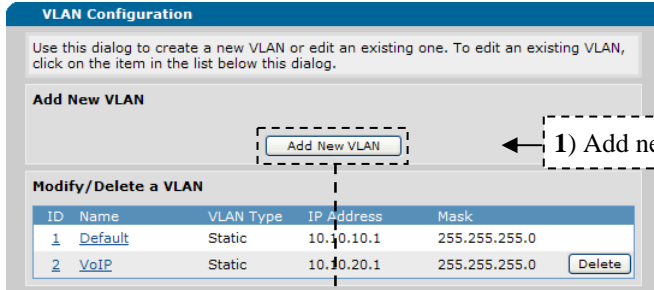 VLAN Configuration
Use this dialog to create a new VLAN or edit an existing one. To edit an existing VLAN,
click on the item in the list below this dialog.
Add New VLAN
Add New VLAN
1) Add
Modify/Delete a VLAN
ID Name VLAN Type IP Address Mask
1 Default Static 10.10.10.1 255.255.255.0
2 VoIP Static 10.10.20.1 255.255.255.0 Delete